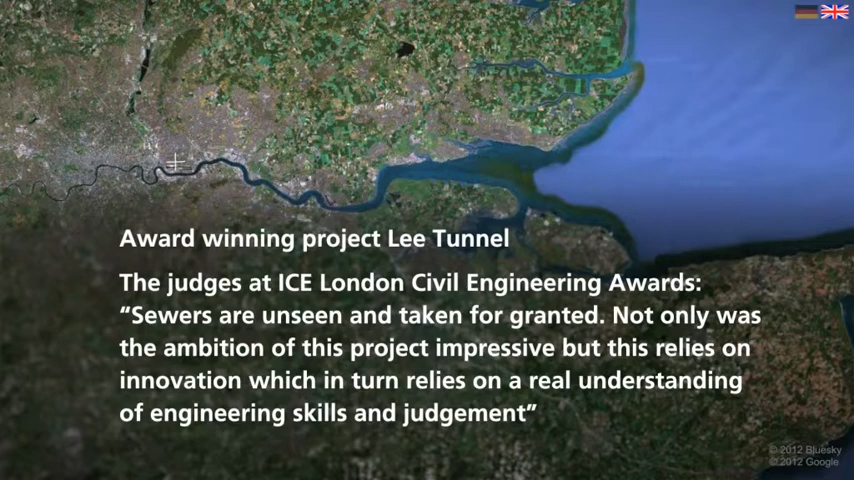 Award winning project Lee Tunnel
The judges at ICE London Civil Engineering Awards:
“Sewers are unseen and taken for granted. Not only was
the ambition of this project impressive but this relies on
innovation which in turn relies on a real understanding
of engineering skills and judgement”
© 2012 Bluesky
© 2012 Google